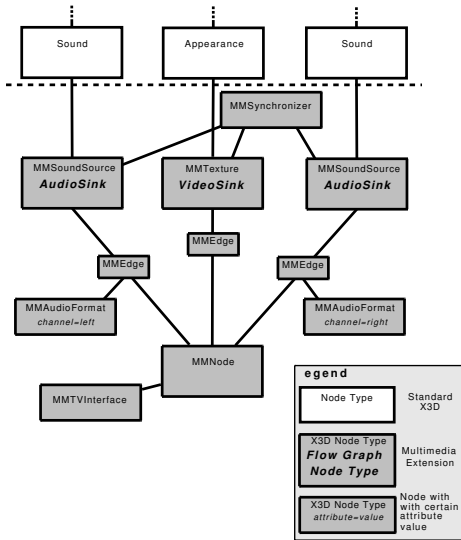 Sound
Appearance
Sound
MMSynchronizer
MMSoundSource
AudioSink
MMTexture
VideoSink
MMSoundSource
AudioSink
MMEdge
MMEdge
MMEdge
MMAudioFormat
channel=left
MMAudioFormat
channel=right
MMNode
MMTVInterface
egend
Node Type
Standard
X3D
X3D Node Type
Flow Graph
Node Type
Multimedia
Extension
X3D Node Type
attribute=value
Node with
with certain
attribute
value